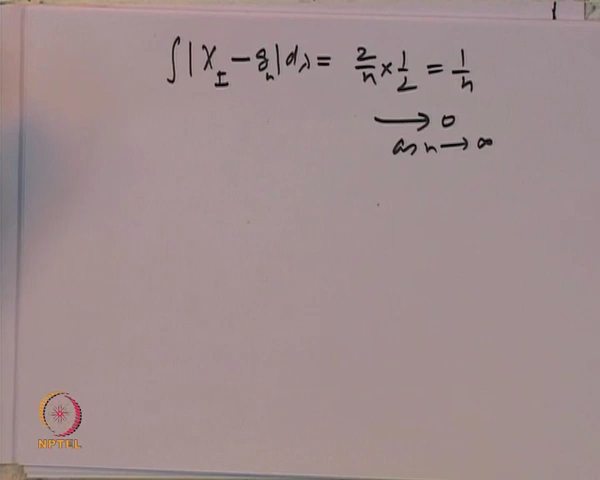 ∫ |χ_I − g_n| dλ = 2/n × 1/2 = 1/n
⟶ 0
as n ⟶ ∞
NPTEL